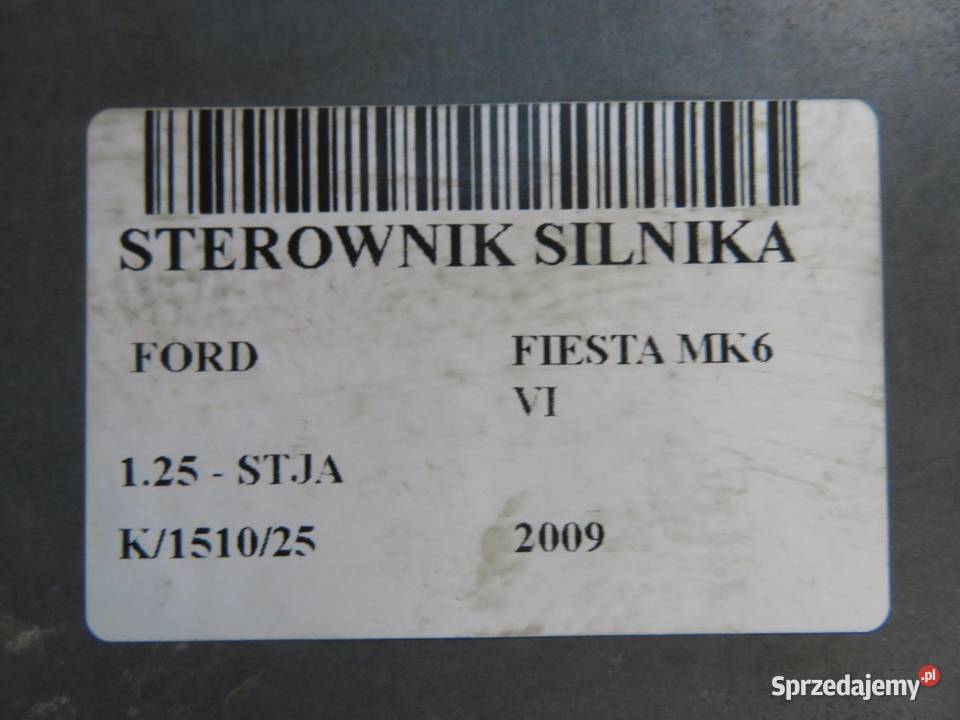 STEROWNIK SILNIKA
FORD FIESTA MK6
VI
1.25 - STJA
K/1510/25 2009
Sprzedajemy.pl